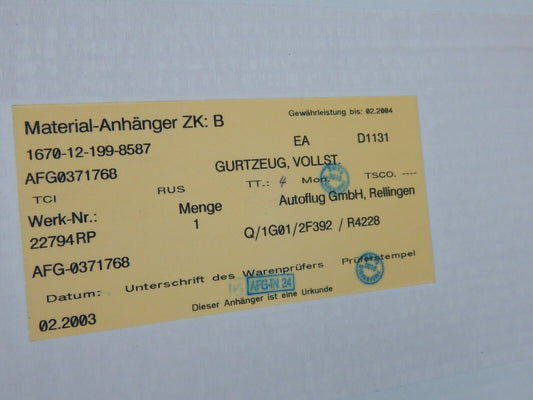 Gewährleistung bis: 02.2004
Material-Anhänger ZK: B
1670-12-199-8587 EA D1131
AFG0371768 GURTZEUG, VOLLST.
TCI RUS TT.: 4 Mon. TSCO. ----
Werk-Nr.: Menge Autoflug GmbH, Rellingen
22794RP 1 Q/1G01/2F392 / R4228
AFG-0371768
Datum: Unterschrift des Warenprüfers Prüferstempel
AFG-IN 24
02.2003 Dieser Anhänger ist eine Urkunde